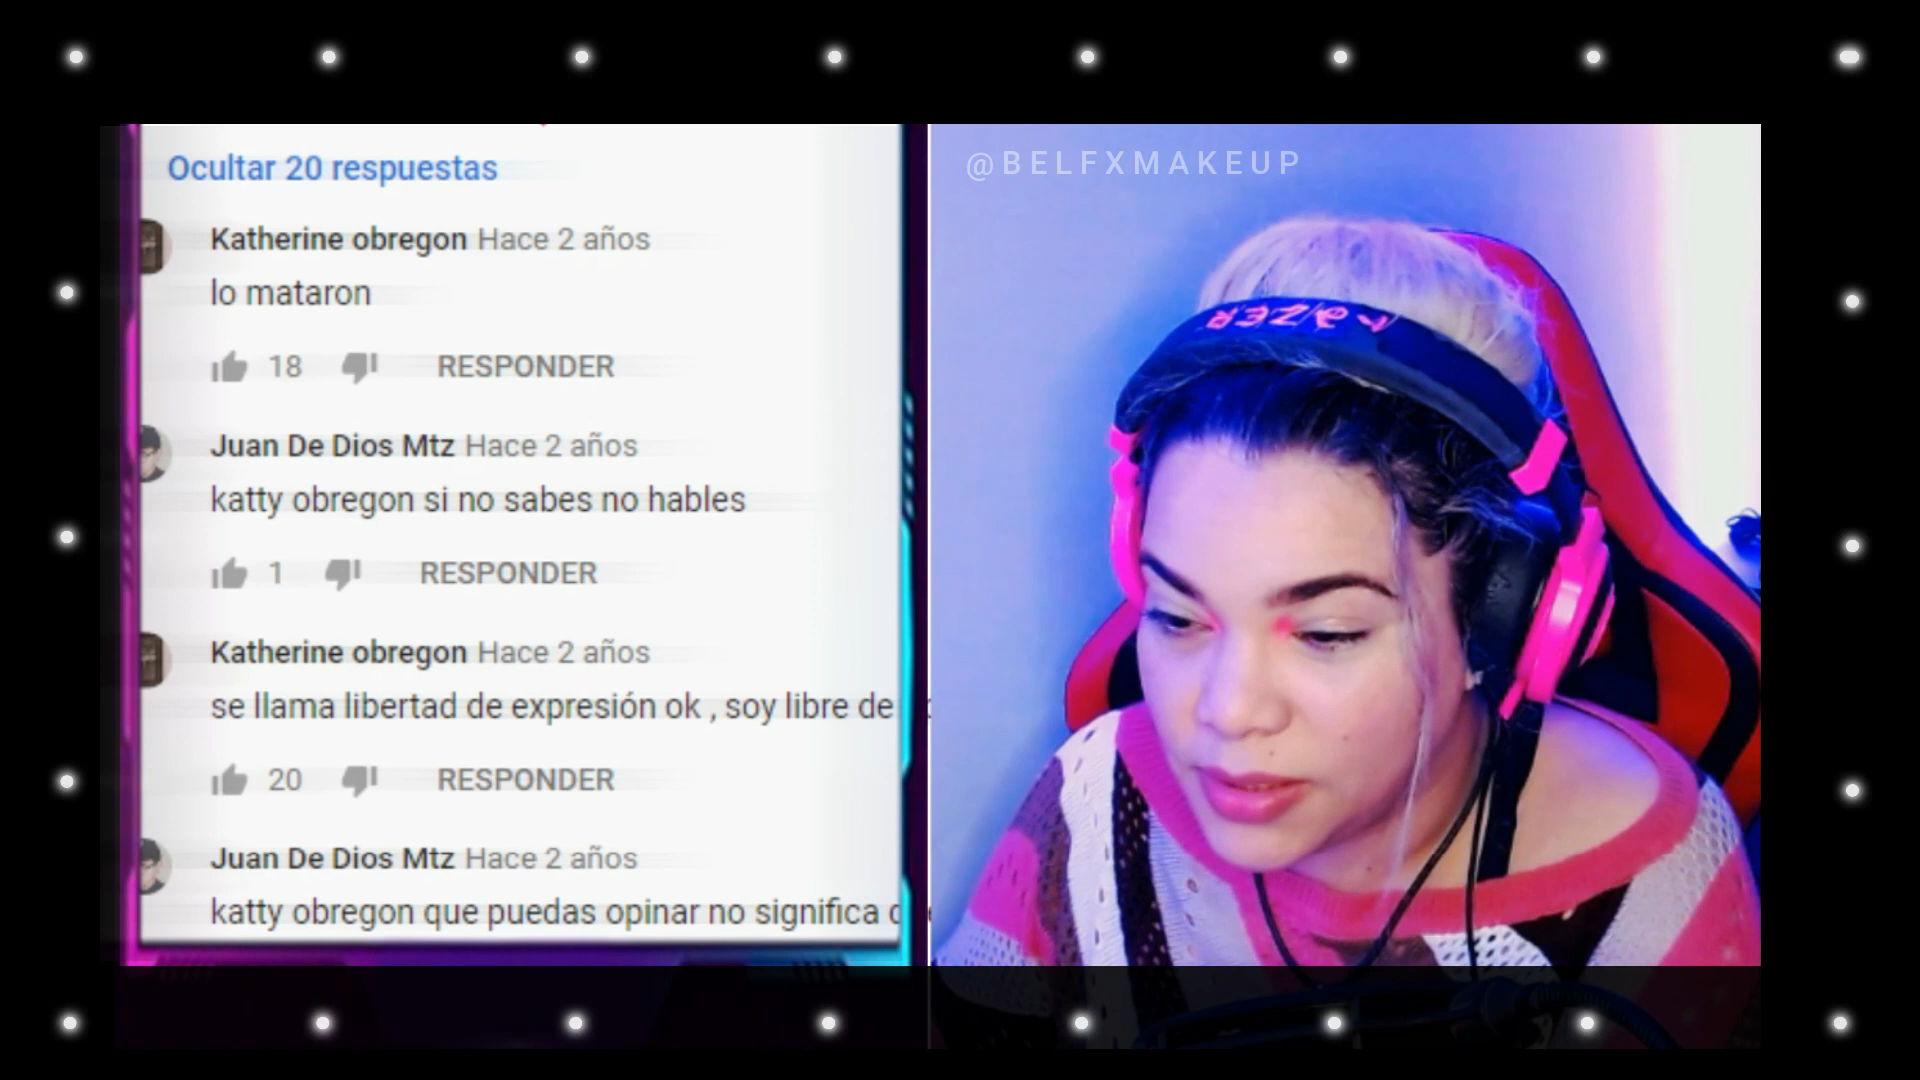 Ocultar 20 respuestas
Katherine obregon Hace 2 años
lo mataron
18 RESPONDER
Juan De Dios Mtz Hace 2 años
katty obregon si no sabes no hables
1 RESPONDER
Katherine obregon Hace 2 años
se llama libertad de expresión ok , soy libre de
20 RESPONDER
Juan De Dios Mtz Hace 2 años
katty obregon que puedas opinar no significa
@BELFXMAKEUP
RAZER